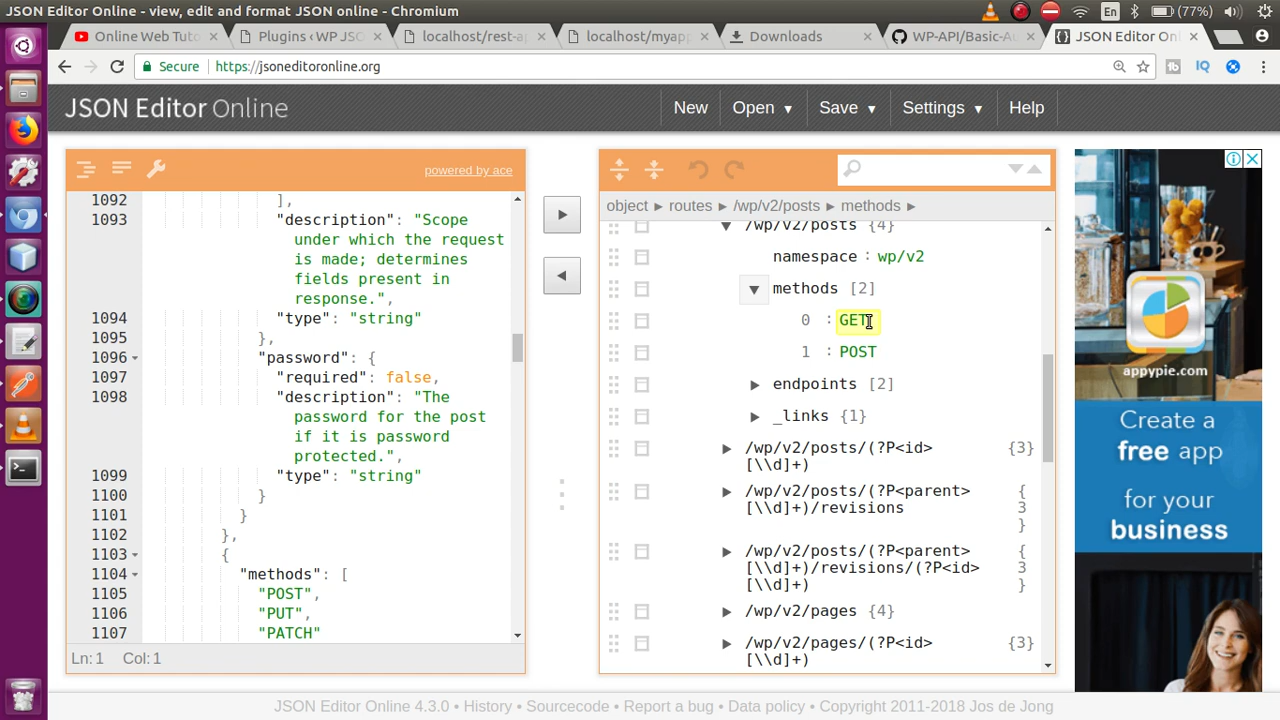 JSON Editor Online - view, edit and format JSON online - Chromium
En
(77%)
Online Web Tuto
Plugins ‹ WP JSC
localhost/rest-ap
localhost/myapp
Downloads
WP-API/Basic-Au
JSON Editor Onl
Secure
https://jsoneditoronline.org
JSON Editor Online
New
Open ▼
Save ▼
Settings ▼
Help
powered by ace
1092 ],
1093 "description": "Scope
under which the request
is made; determines
fields present in
response.",
1094 "type": "string"
1095 },
1096 "password": {
1097 "required": false,
1098 "description": "The
password for the post
if it is password
protected.",
1099 "type": "string"
1100 }
1101 }
1102 },
1103 {
1104 "methods": [
1105 "POST",
1106 "PUT",
1107 "PATCH"
Ln:1 Col:1
object ► routes ► /wp/v2/posts ► methods ►
/wp/v2/posts {4}
namespace : wp/v2
methods [2]
0 : GET
1 : POST
endpoints [2]
_links {1}
/wp/v2/posts/(?P<id> {3}
[\\d]+)
/wp/v2/posts/(?P<parent> {
[\\d]+)/revisions 3
}
/wp/v2/posts/(?P<parent> {
[\\d]+)/revisions/(?P<id> 3
[\\d]+) }
/wp/v2/pages {4}
/wp/v2/pages/(?P<id> {3}
[\\d]+)
appypie.com
Create a
free app
for your
business
JSON Editor Online 4.3.0 • History • Sourcecode • Report a bug • Data policy • Copyright 2011-2018 Jos de Jong